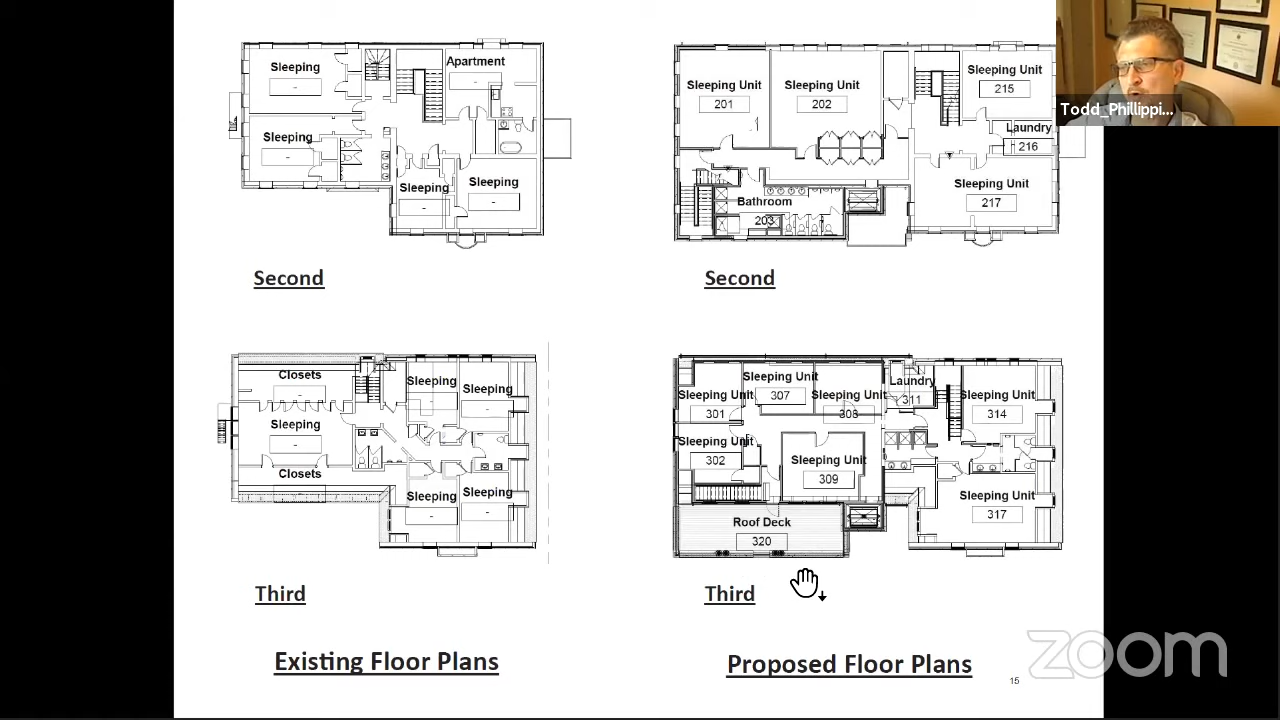 Todd_Phillippi...
Sleeping
Apartment
Sleeping
Sleeping
Sleeping
Second
Sleeping Unit
201
Sleeping Unit
202
Sleeping Unit
215
Laundry
216
Bathroom
203
Sleeping Unit
217
Second
Closets
Sleeping
Sleeping
Sleeping
Closets
Sleeping
Sleeping
Third
Sleeping Unit
301
Sleeping Unit
307
Sleeping Unit
308
Laundry
311
Sleeping Unit
314
Sleeping Unit
302
Sleeping Unit
309
Sleeping Unit
317
Roof Deck
320
Third
Existing Floor Plans
Proposed Floor Plans
15
zoom